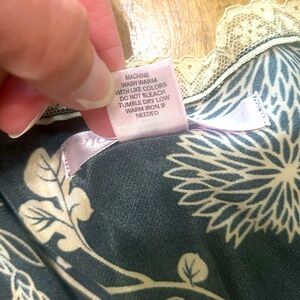 MACHINE
WASH WARM
WITH LIKE COLORS
DO NOT BLEACH
TUMBLE DRY LOW
WARM IRON IF
NEEDED